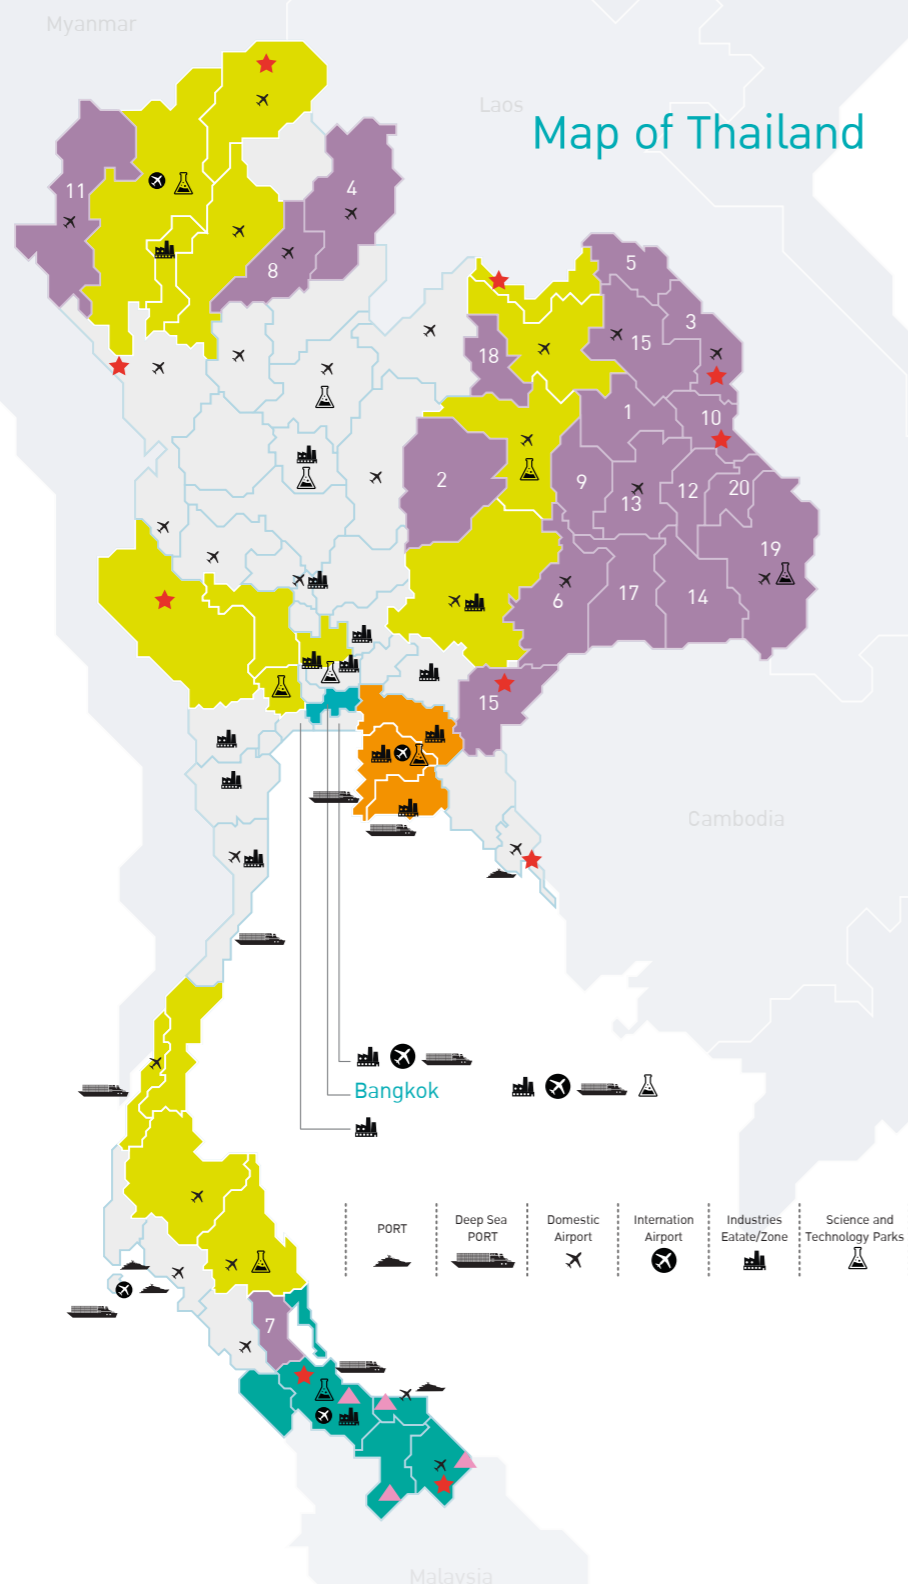 Myanmar
Laos
Map of Thailand
11
4
8
5
3
15
18
1
10
2
9
13
12
20
19
6
17
14
15
Cambodia
Bangkok
PORT
Deep Sea
PORT
Domestic
Airport
Internation
Airport
Industries
Eatate/Zone
Science and
Technology Parks
7
Malaysia